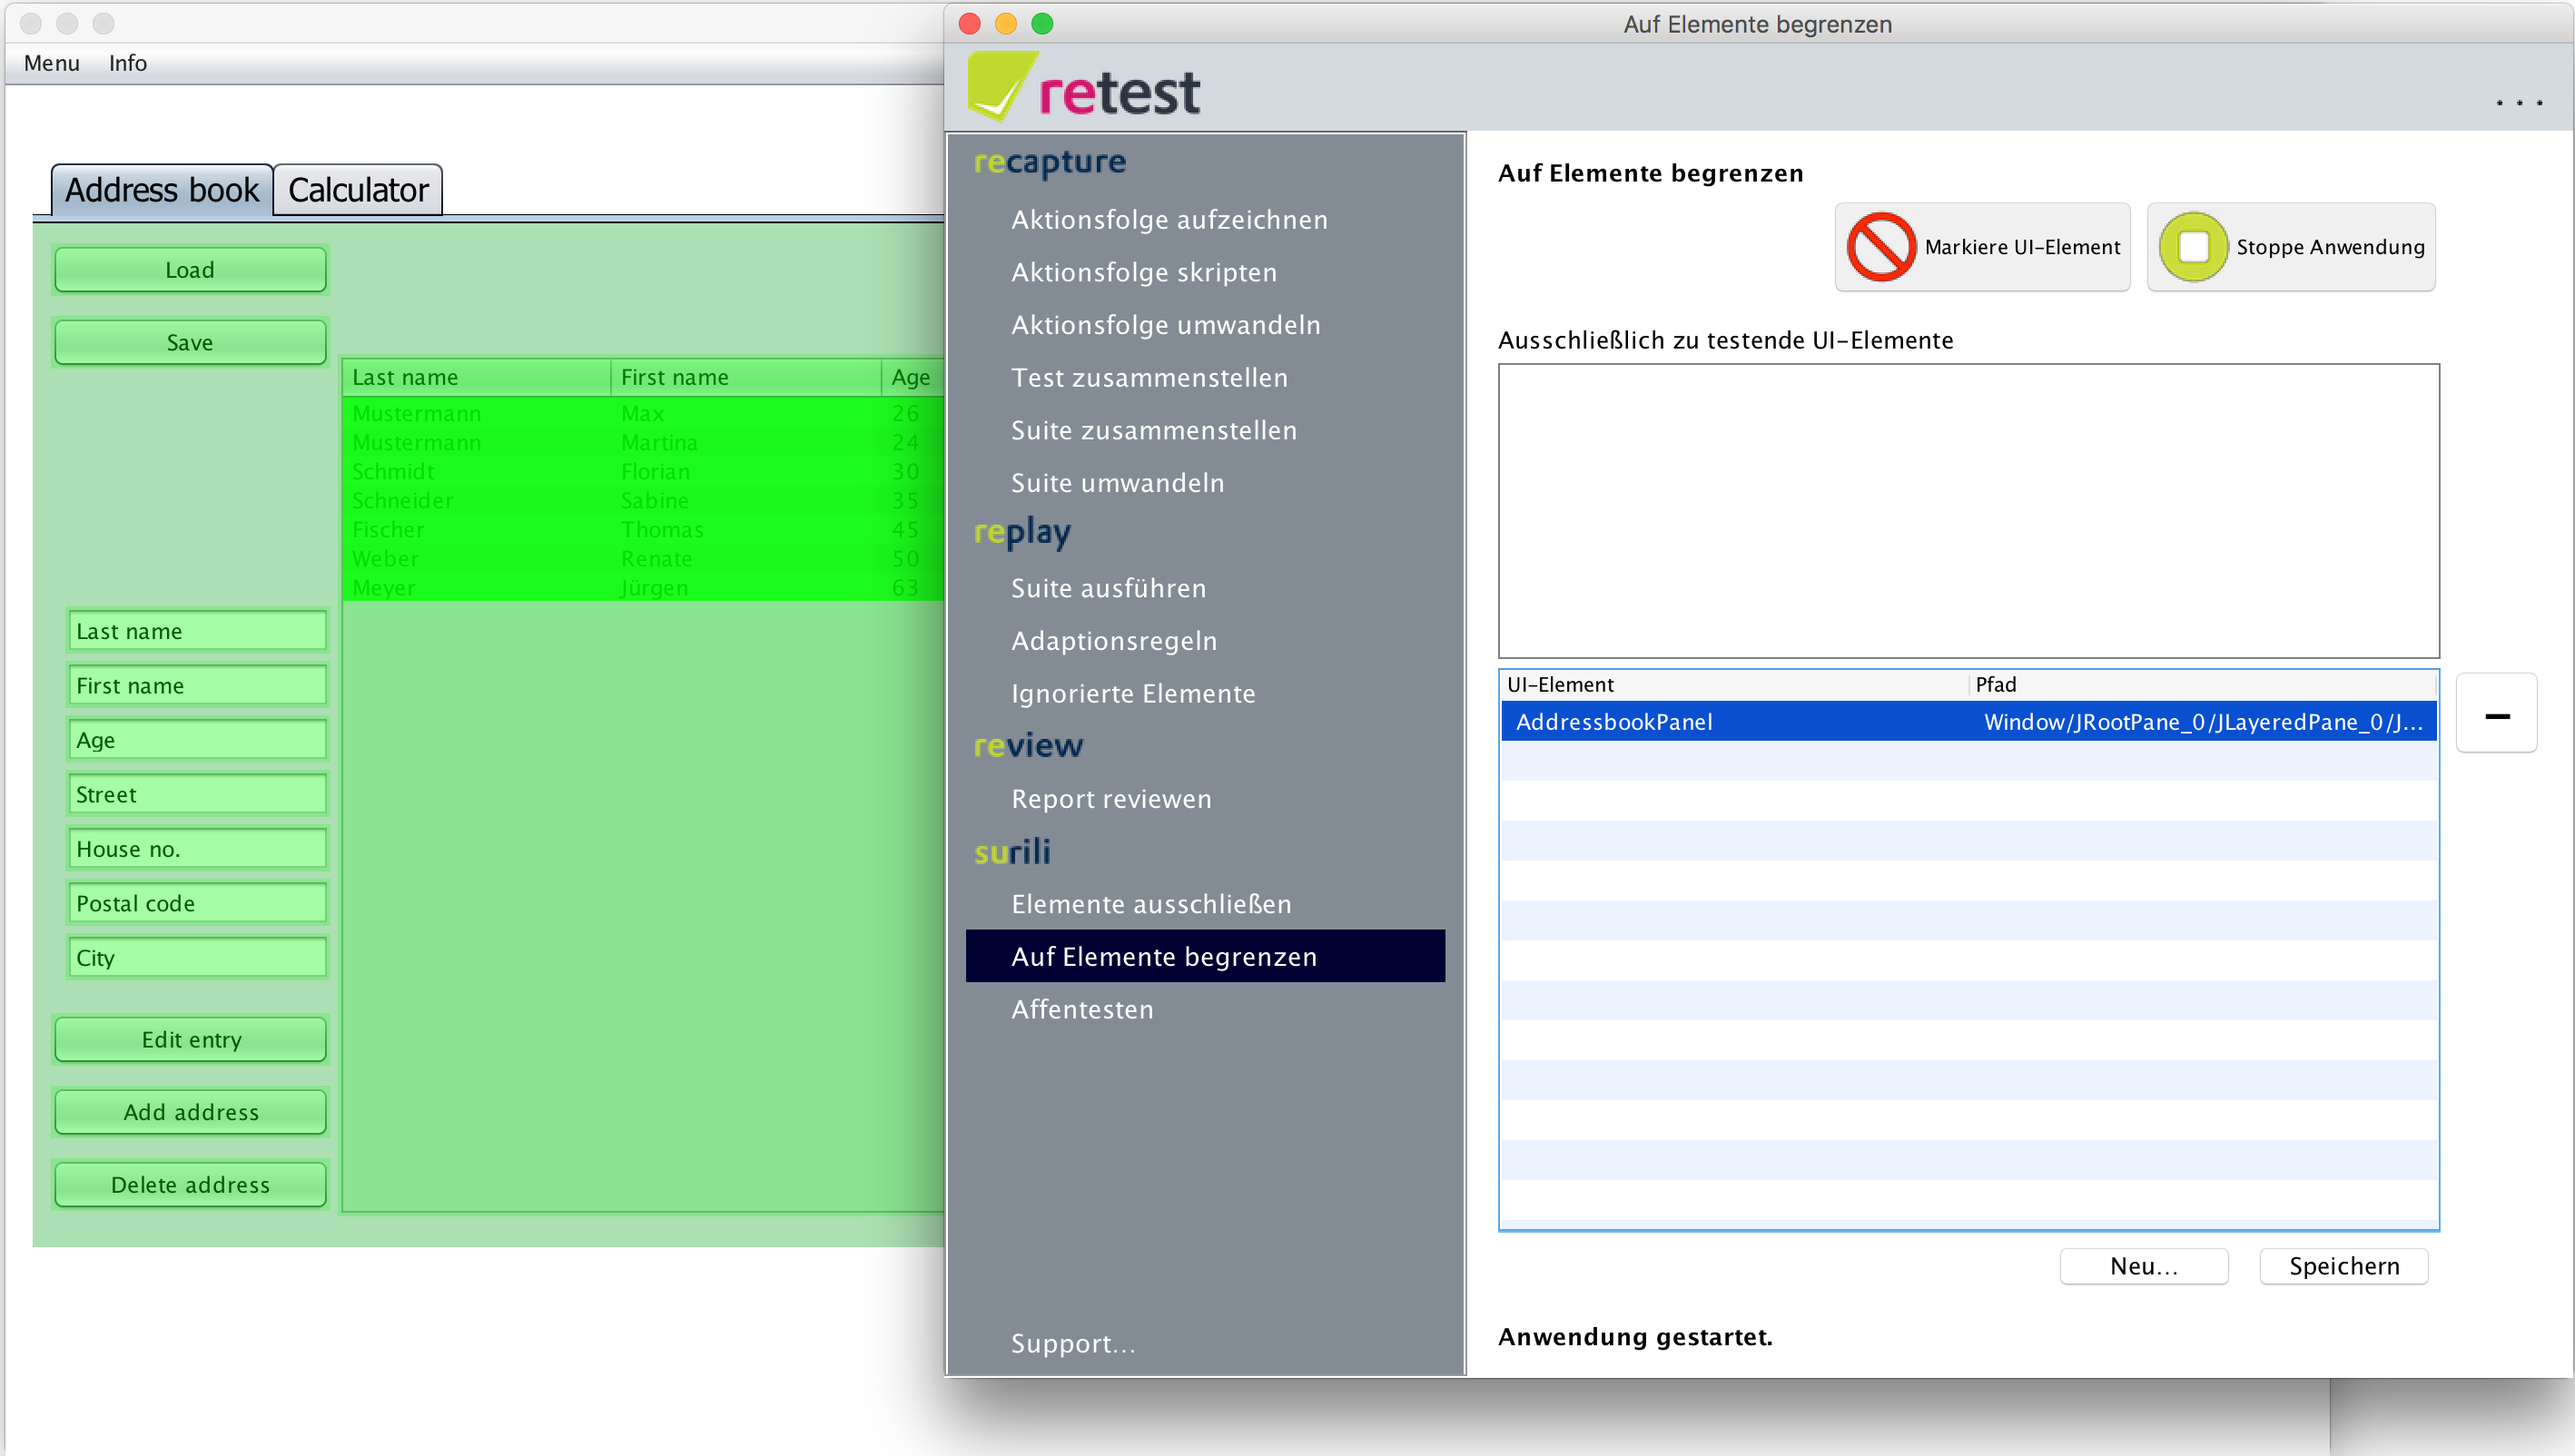 Menu Info
Address book Calculator
Load
Save
Last name First name Age
Mustermann Max 26
Mustermann Martina 24
Schmidt Florian 30
Schneider Sabine 35
Fischer Thomas 45
Weber Renate 50
Meyer Jürgen 63
Last name
First name
Age
Street
House no.
Postal code
City
Edit entry
Add address
Delete address
Auf Elemente begrenzen
retest
...
recapture
Aktionsfolge aufzeichnen
Aktionsfolge skripten
Aktionsfolge umwandeln
Test zusammenstellen
Suite zusammenstellen
Suite umwandeln
replay
Suite ausführen
Adaptionsregeln
Ignorierte Elemente
review
Report reviewen
surili
Elemente ausschließen
Auf Elemente begrenzen
Affentesten
Support...
Auf Elemente begrenzen
Markiere UI-Element Stoppe Anwendung
Ausschließlich zu testende UI-Elemente
UI-Element Pfad
AddressbookPanel Window/JRootPane_0/JLayeredPane_0/J...
Neu... Speichern
Anwendung gestartet.